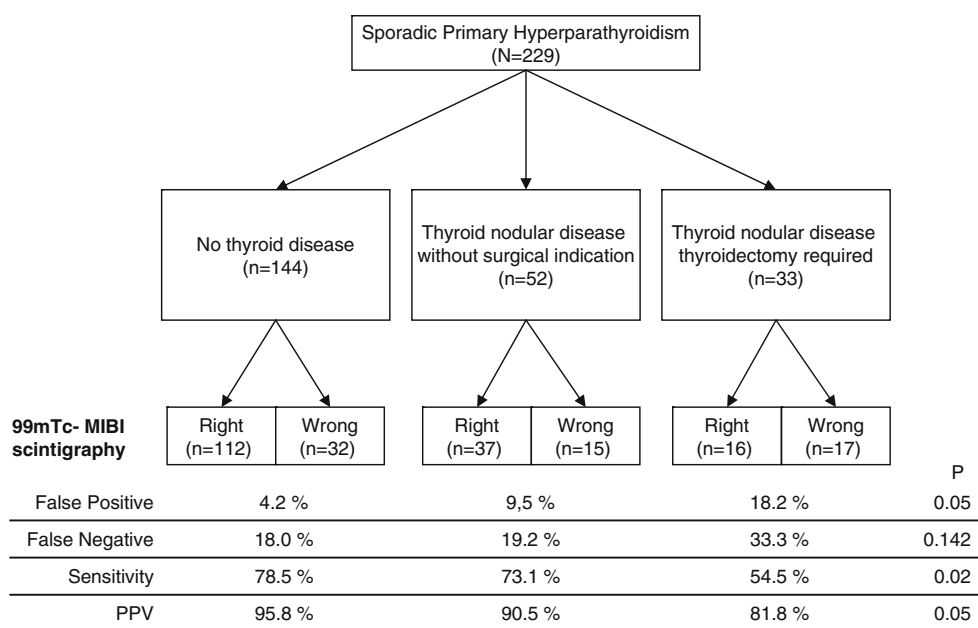 Sporadic Primary Hyperparathyroidism
(N=229)
No thyroid disease
(n=144)
Thyroid nodular disease
without surgical indication
(n=52)
Thyroid nodular disease
thyroidectomy required
(n=33)
99mTc- MIBI
scintigraphy
Right
(n=112)
Wrong
(n=32)
Right
(n=37)
Wrong
(n=15)
Right
(n=16)
Wrong
(n=17)
P
False Positive 4.2 % 9,5 % 18.2 % 0.05
False Negative 18.0 % 19.2 % 33.3 % 0.142
Sensitivity 78.5 % 73.1 % 54.5 % 0.02
PPV 95.8 % 90.5 % 81.8 % 0.05